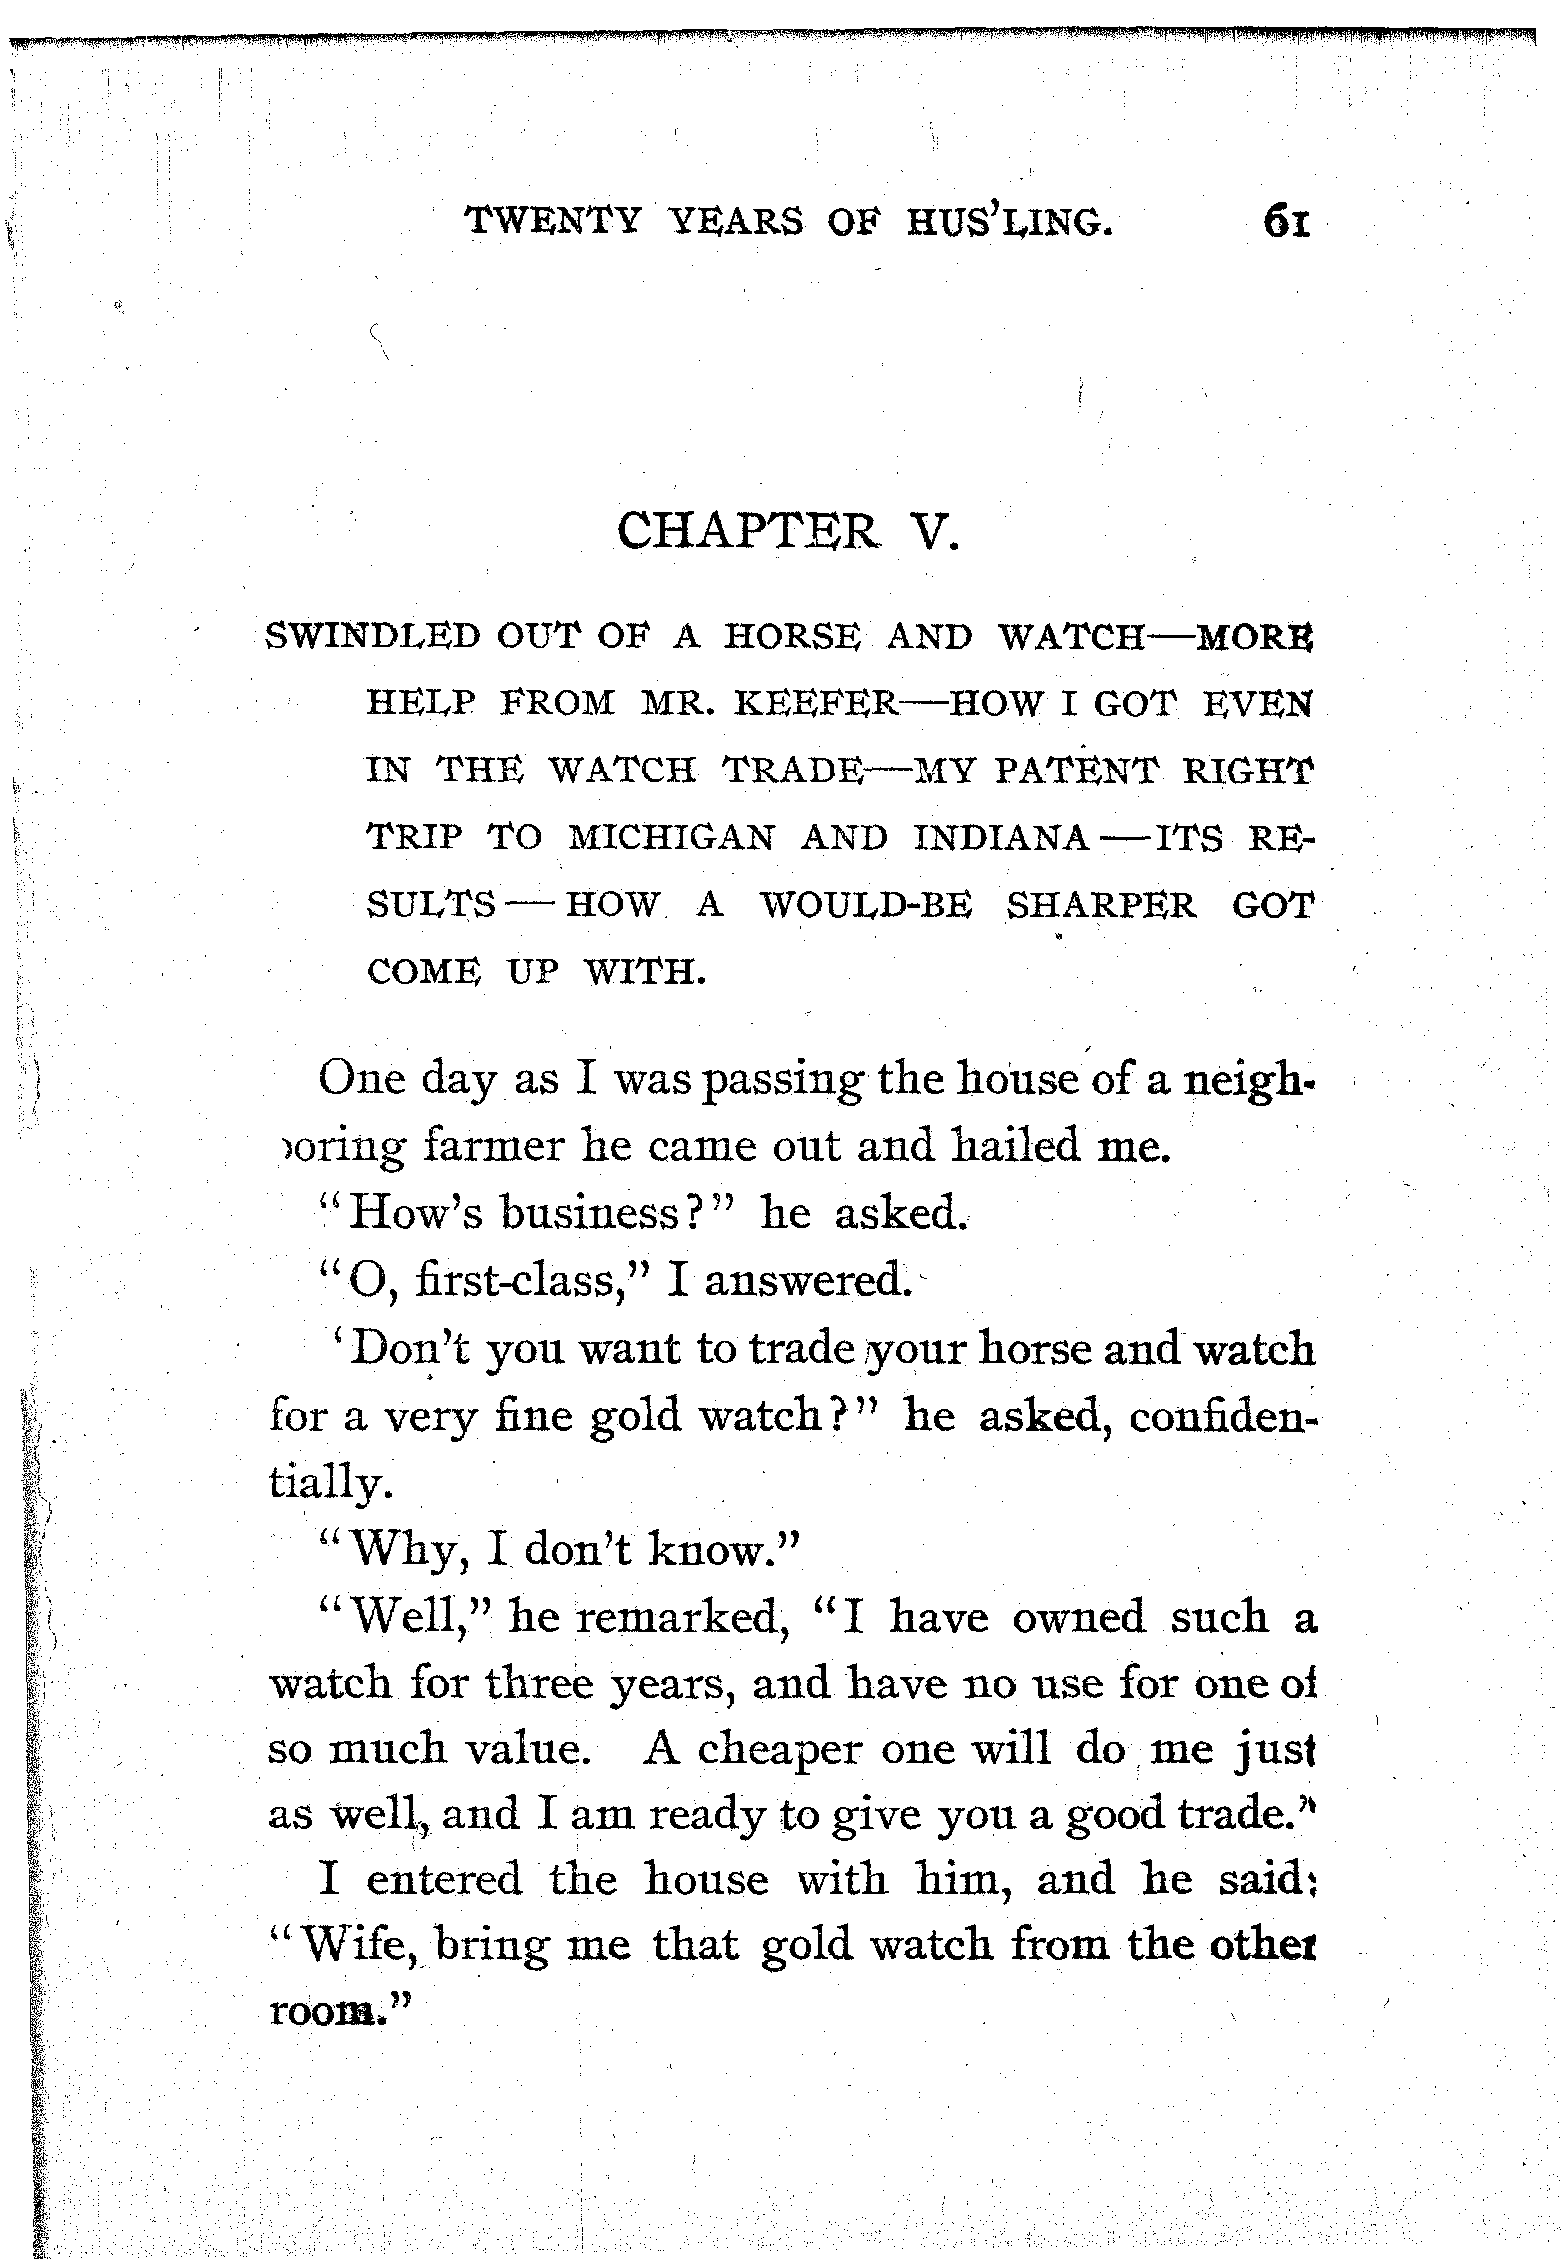 TWENTY YEARS OF HUS'LING. 61
CHAPTER V.
SWINDLED OUT OF A HORSE AND WATCH—MORE
HELP FROM MR. KEEFER—HOW I GOT EVEN
IN THE WATCH TRADE—MY PATENT RIGHT
TRIP TO MICHIGAN AND INDIANA—ITS RE-
SULTS—HOW A WOULD-BE SHARPER GOT
COME UP WITH.
One day as I was passing the house of a neigh-
boring farmer he came out and hailed me.
"How's business?" he asked.
"O, first-class," I answered.
'Don't you want to trade your horse and watch
for a very fine gold watch?" he asked, confiden-
tially.
"Why, I don't know."
"Well," he remarked, "I have owned such a
watch for three years, and have no use for one of
so much value. A cheaper one will do me just
as well, and I am ready to give you a good trade."
I entered the house with him, and he said:
"Wife, bring me that gold watch from the other
room."